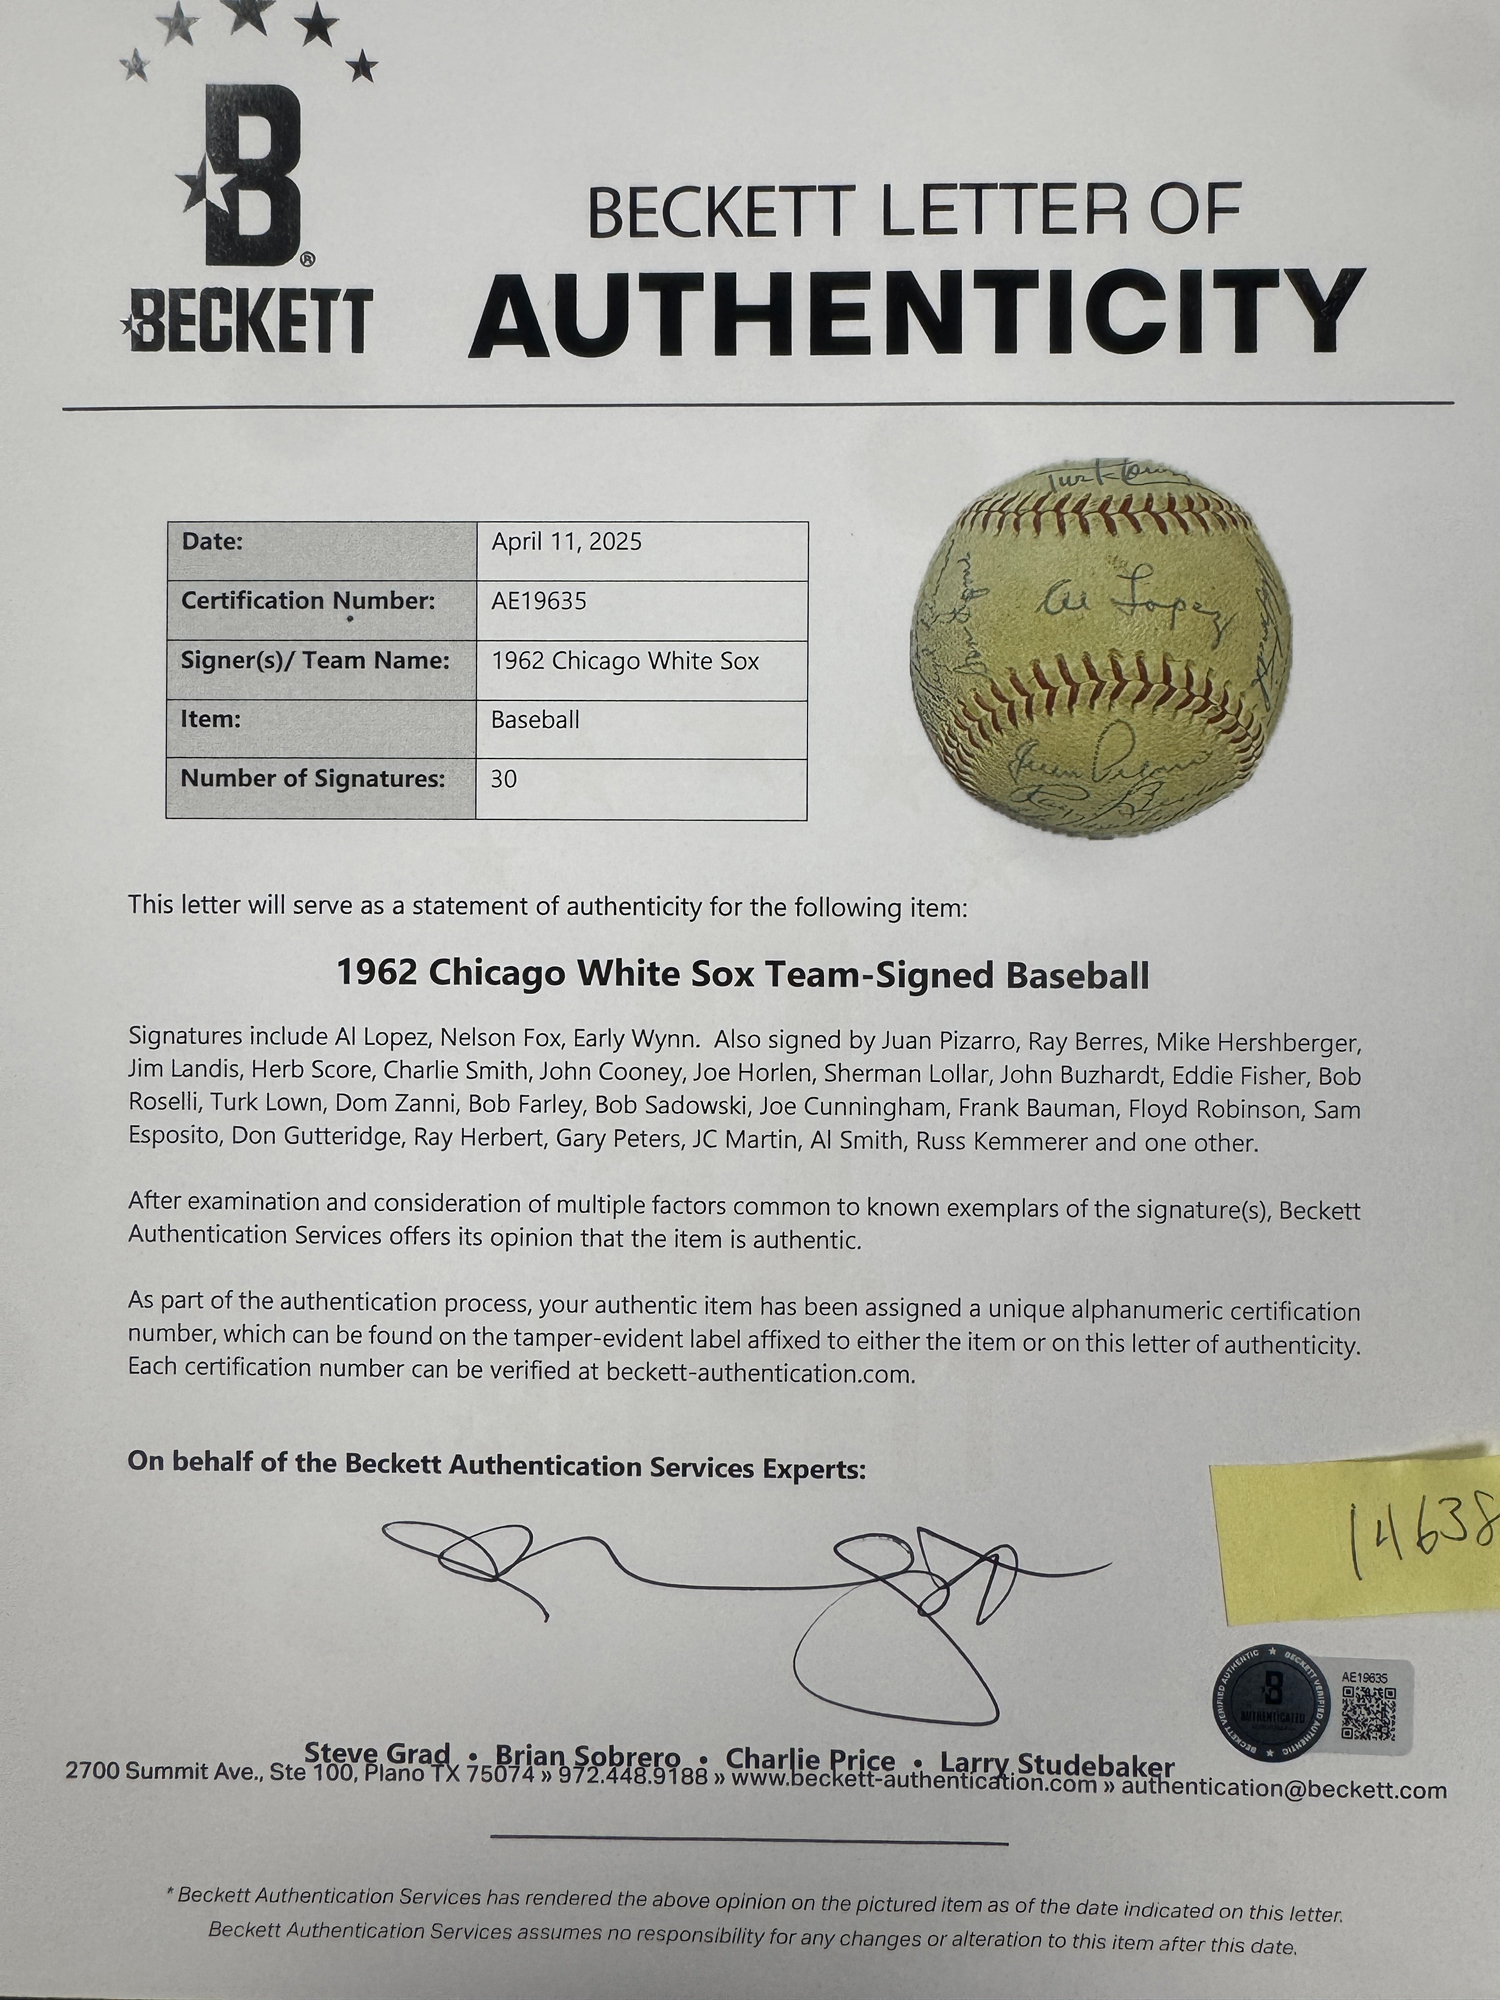 B®
BECKETT
BECKETT LETTER OF
AUTHENTICITY
Date: April 11, 2025
Certification Number: AE19635
Signer(s)/ Team Name: 1962 Chicago White Sox
Item: Baseball
Number of Signatures: 30
Turk Lown
Al Lopez
Juan Pizarro
Ray Berres
This letter will serve as a statement of authenticity for the following item:
1962 Chicago White Sox Team-Signed Baseball
Signatures include Al Lopez, Nelson Fox, Early Wynn. Also signed by Juan Pizarro, Ray Berres, Mike Hershberger,
Jim Landis, Herb Score, Charlie Smith, John Cooney, Joe Horlen, Sherman Lollar, John Buzhardt, Eddie Fisher, Bob
Roselli, Turk Lown, Dom Zanni, Bob Farley, Bob Sadowski, Joe Cunningham, Frank Bauman, Floyd Robinson, Sam
Esposito, Don Gutteridge, Ray Herbert, Gary Peters, JC Martin, Al Smith, Russ Kemmerer and one other.
After examination and consideration of multiple factors common to known exemplars of the signature(s), Beckett
Authentication Services offers its opinion that the item is authentic.
As part of the authentication process, your authentic item has been assigned a unique alphanumeric certification
number, which can be found on the tamper-evident label affixed to either the item or on this letter of authenticity.
Each certification number can be verified at beckett-authentication.com.
On behalf of the Beckett Authentication Services Experts:
14638
BECKETT VERIFIED AUTHENTIC ★ BECKETT VERIFIED AUTHENTIC ★
B
AUTHENTICATED
AE19635
Steve Grad • Brian Sobrero • Charlie Price • Larry Studebaker
2700 Summit Ave., Ste 100, Plano TX 75074 » 972.448.9188 » www.beckett-authentication.com » authentication@beckett.com
* Beckett Authentication Services has rendered the above opinion on the pictured item as of the date indicated on this letter.
Beckett Authentication Services assumes no responsibility for any changes or alteration to this item after this date.